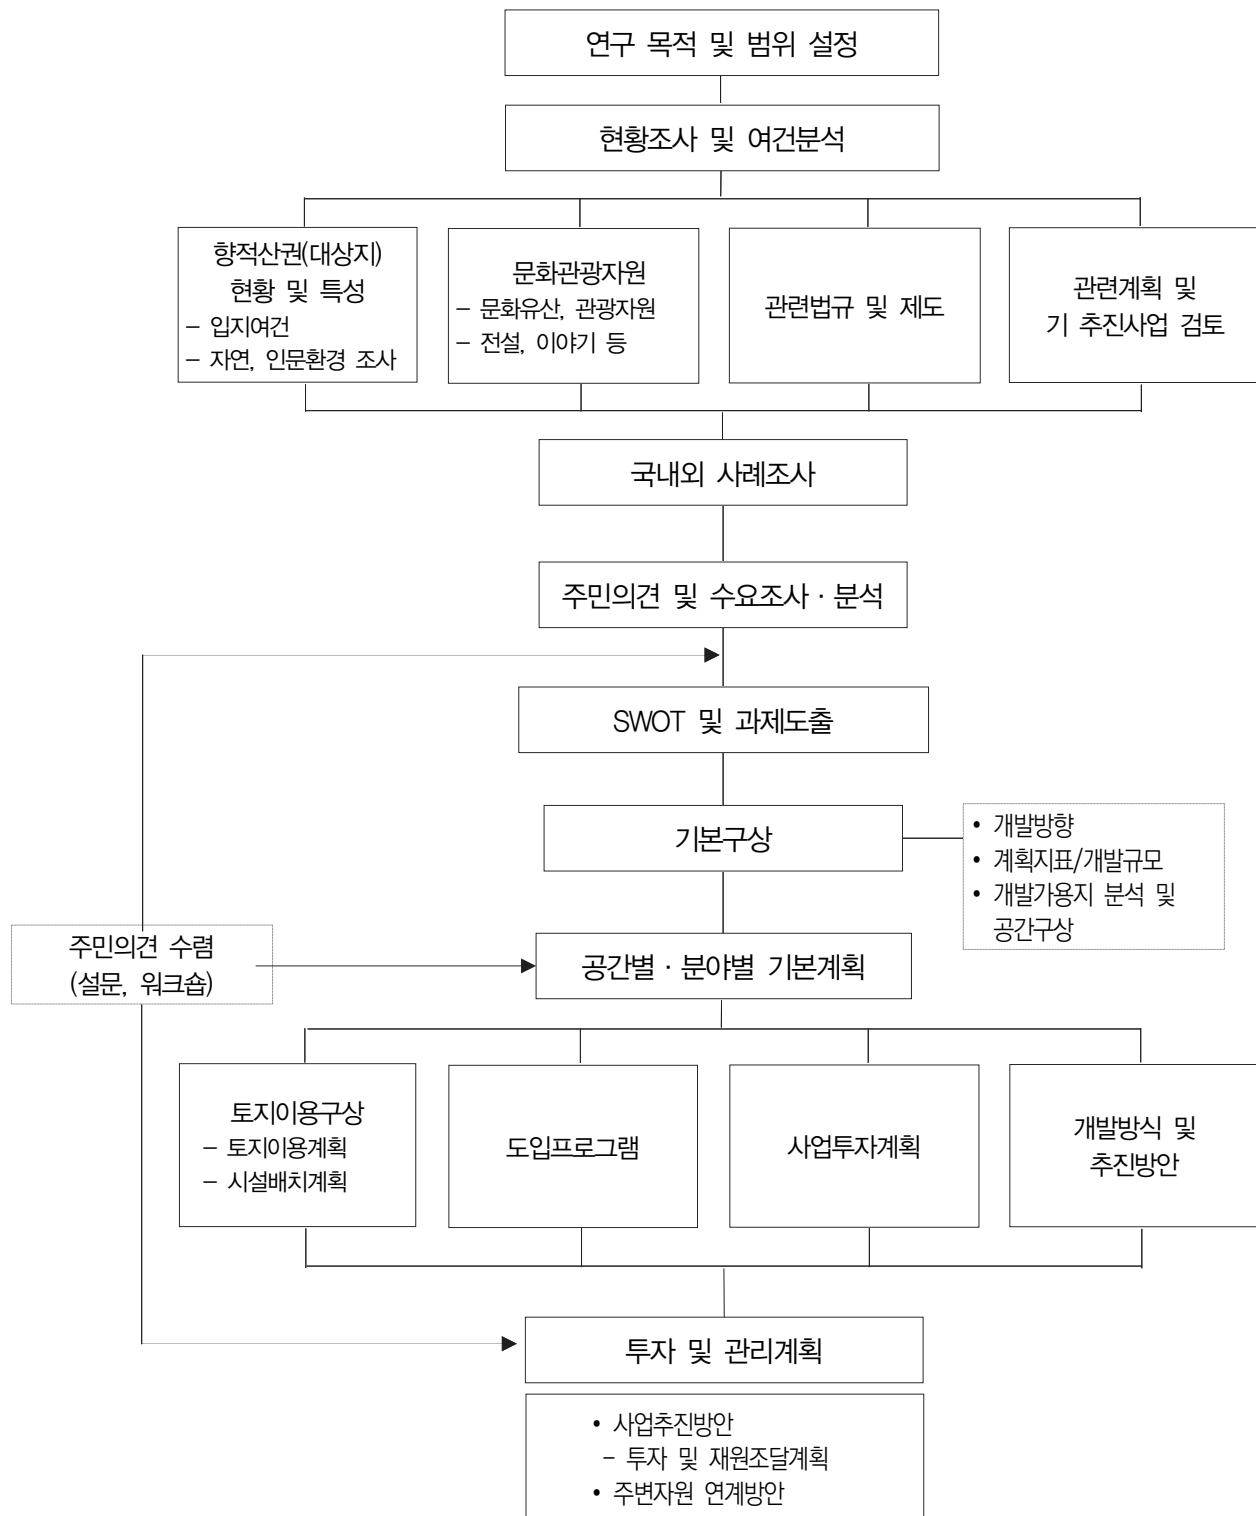 연구 목적 및 범위 설정
현황조사 및 여건분석
향적산권(대상지)
현황 및 특성
– 입지여건
– 자연, 인문환경 조사
문화관광자원
– 문화유산, 관광자원
– 전설, 이야기 등
관련법규 및 제도
관련계획 및
기 추진사업 검토
국내외 사례조사
주민의견 및 수요조사 · 분석
SWOT 및 과제도출
기본구상
• 개발방향
• 계획지표/개발규모
• 개발가용지 분석 및
공간구상
주민의견 수렴
(설문, 워크숍)
공간별 · 분야별 기본계획
토지이용구상
– 토지이용계획
– 시설배치계획
도입프로그램
사업투자계획
개발방식 및
추진방안
투자 및 관리계획
• 사업추진방안
– 투자 및 재원조달계획
• 주변자원 연계방안